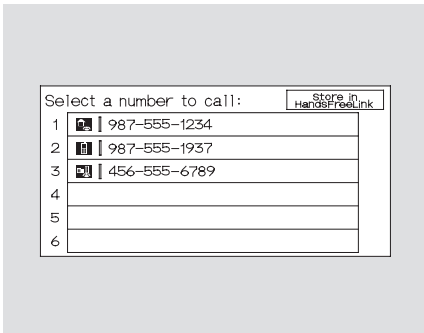 Select a number to call:
Store in
HandsFreeLink
1 987-555-1234
2 987-555-1937
3 456-555-6789
4
5
6